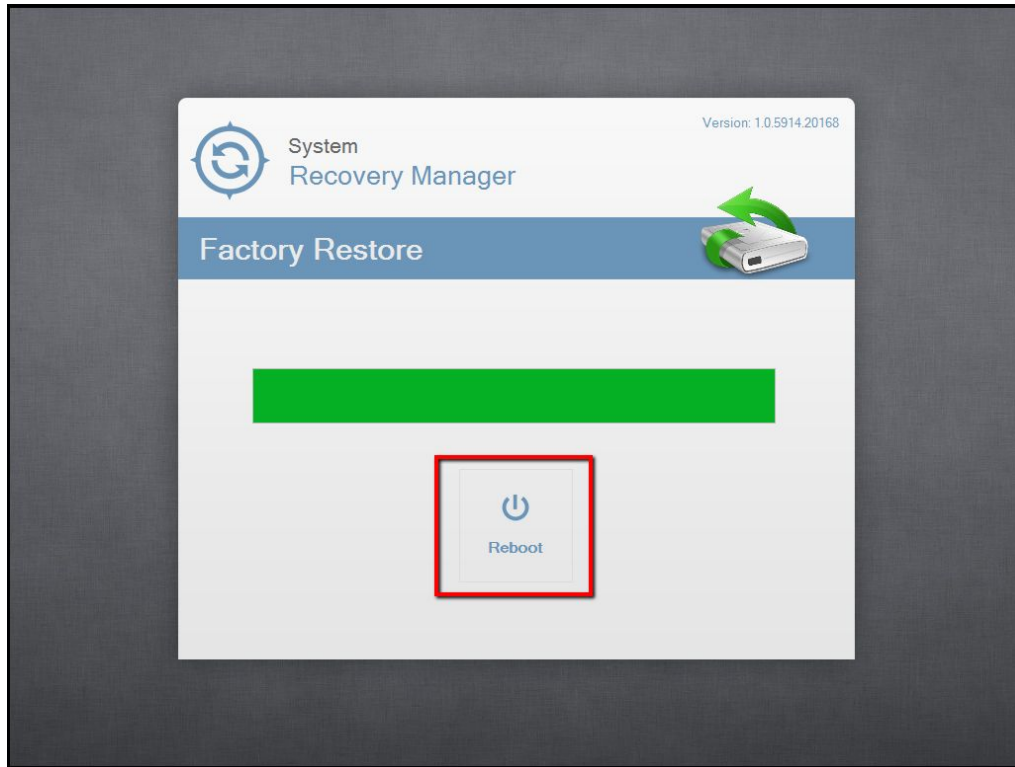 System
Recovery Manager
Version: 1.0.5914.20168
Factory Restore
Reboot